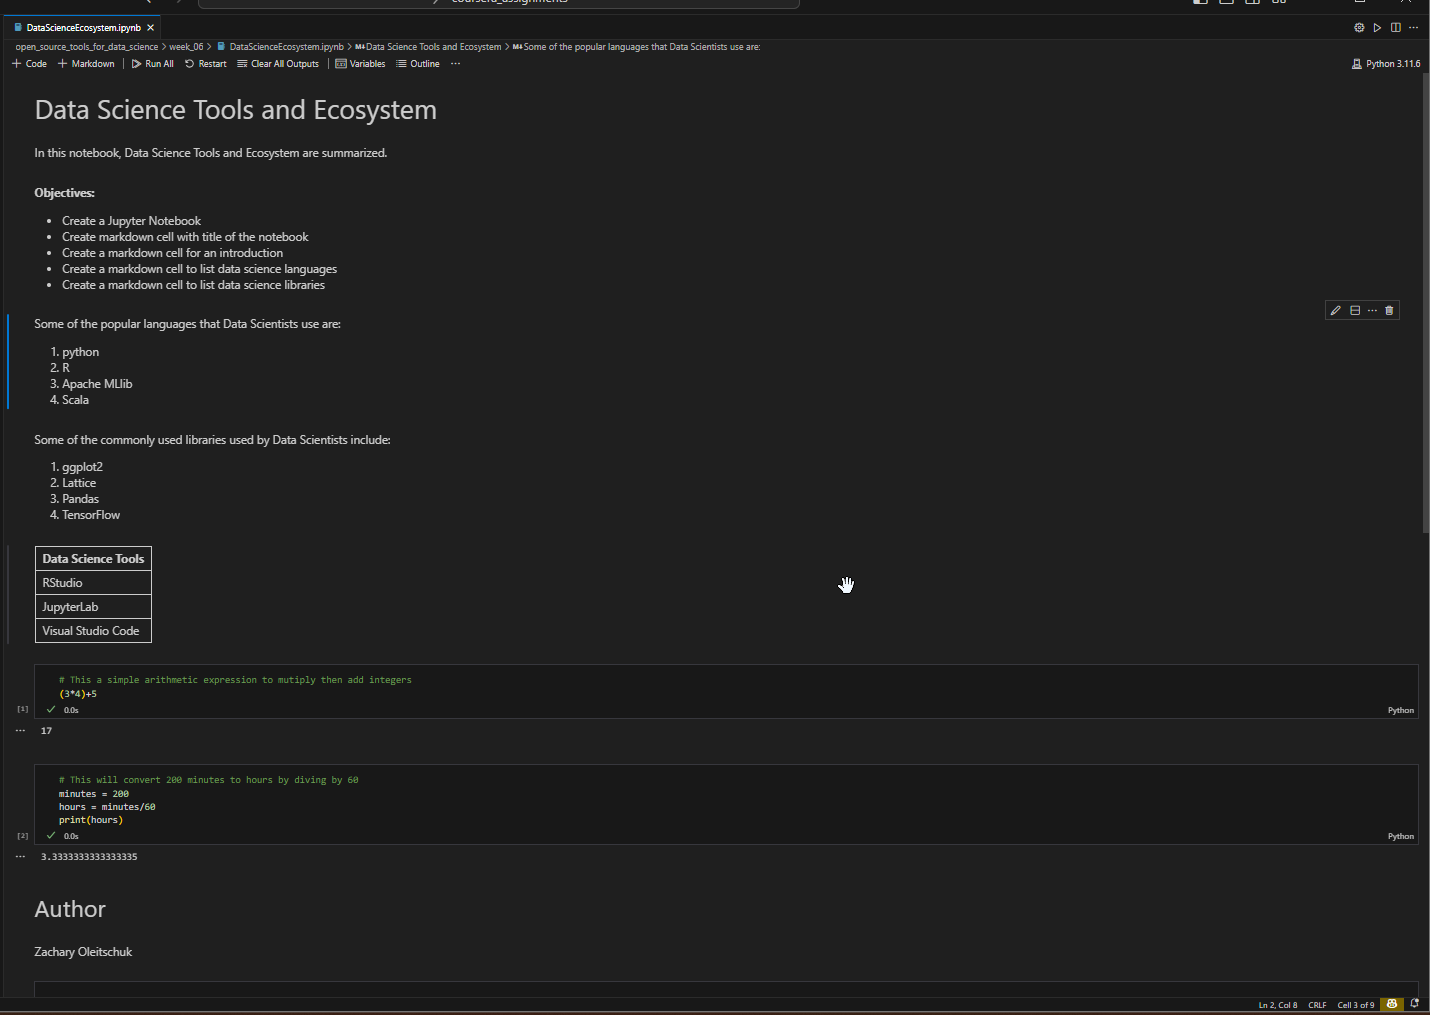 DataScienceEcosystem.ipynb
open_source_tools_for_data_science > week_06 > DataScienceEcosystem.ipynb > M↓Data Science Tools and Ecosystem > M↓Some of the popular languages that Data Scientists use are:
+ Code + Markdown | Run All Restart Clear All Outputs | Variables Outline ... Python 3.11.6
Data Science Tools and Ecosystem
In this notebook, Data Science Tools and Ecosystem are summarized.
Objectives:
• Create a Jupyter Notebook
• Create markdown cell with title of the notebook
• Create a markdown cell for an introduction
• Create a markdown cell to list data science languages
• Create a markdown cell to list data science libraries
Some of the popular languages that Data Scientists use are:
1. python
2. R
3. Apache MLlib
4. Scala
Some of the commonly used libraries used by Data Scientists include:
1. ggplot2
2. Lattice
3. Pandas
4. TensorFlow
Data Science Tools
RStudio
JupyterLab
Visual Studio Code
# This a simple arithmetic expression to mutiply then add integers
(3*4)+5
[1] ✓ 0.0s Python
... 17
# This will convert 200 minutes to hours by diving by 60
minutes = 200
hours = minutes/60
print(hours)
[2] ✓ 0.0s Python
... 3.3333333333333335
Author
Zachary Oleitschuk
Ln 2, Col 8 CRLF Cell 3 of 9